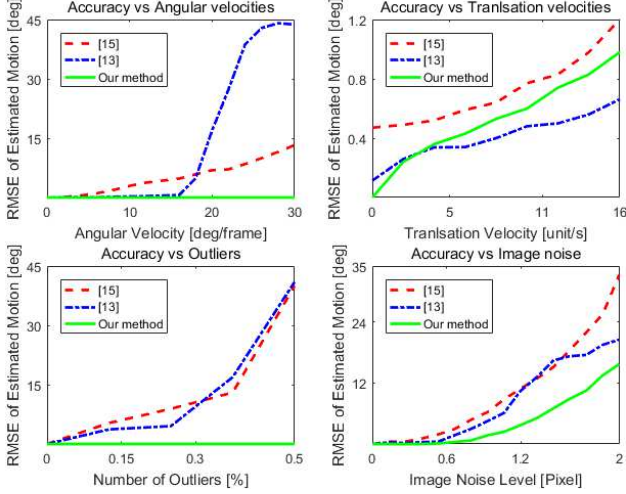 Accuracy vs Angular velocities
RMSE of Estimated Motion [deg]
45
30
15
[15]
[13]
Our method
0
10
20
30
Angular Velocity [deg/frame]
Accuracy vs Tranlsation velocities
RMSE of Estimated Motion [deg]
1.2
0.8
0.4
[15]
[13]
Our method
0
5
11
16
Tranlsation Velocity [unit/s]
Accuracy vs Outliers
RMSE of Estimated Motion [deg]
45
30
15
[15]
[13]
Our method
0
0.15
0.3
0.5
Number of Outliers [%]
Accuracy vs Image noise
RMSE of Estimated Motion [deg]
35
24
12
[15]
[13]
Our method
0
0.6
1.2
2
Image Noise Level [Pixel]